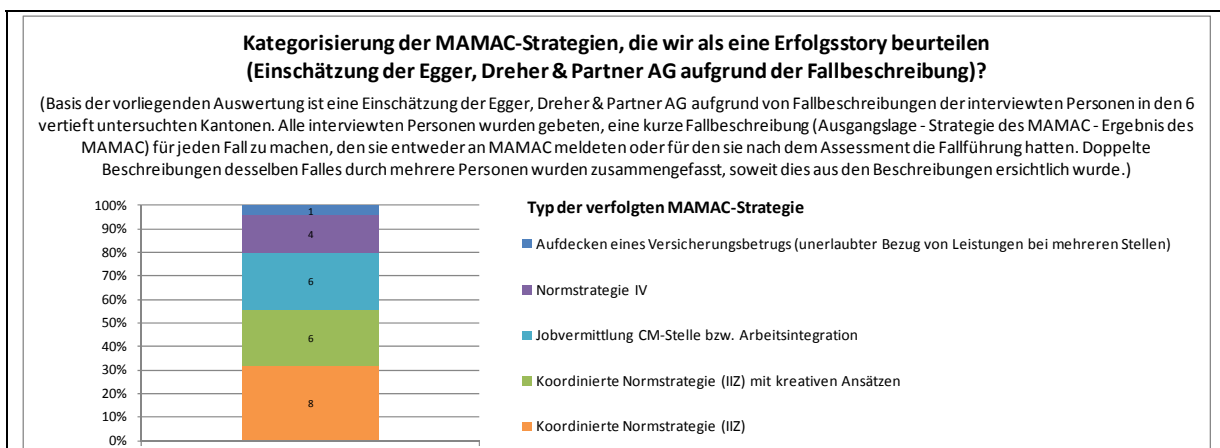 Kategorisierung der MAMAC-Strategien, die wir als eine Erfolgsstory beurteilen
(Einschätzung der Egger, Dreher & Partner AG aufgrund der Fallbeschreibung)?
(Basis der vorliegenden Auswertung ist eine Einschätzung der Egger, Dreher & Partner AG aufgrund von Fallbeschreibungen der interviewten Personen in den 6
vertieft untersuchten Kantonen. Alle interviewten Personen wurden gebeten, eine kurze Fallbeschreibung (Ausgangslage - Strategie des MAMAC - Ergebnis des
MAMAC) für jeden Fall zu machen, den sie entweder an MAMAC meldeten oder für den sie nach dem Assessment die Fallführung hatten. Doppelte
Beschreibungen desselben Falles durch mehrere Personen wurden zusammengefasst, soweit dies aus den Beschreibungen ersichtlich wurde.)
100%
90%
80%
70%
60%
50%
40%
30%
20%
10%
0%
1
4
6
6
8
Typ der verfolgten MAMAC-Strategie
Aufdecken eines Versicherungsbetrugs (unerlaubter Bezug von Leistungen bei mehreren Stellen)
Normstrategie IV
Jobvermittlung CM-Stelle bzw. Arbeitsintegration
Koordinierte Normstrategie (IIZ) mit kreativen Ansätzen
Koordinierte Normstrategie (IIZ)